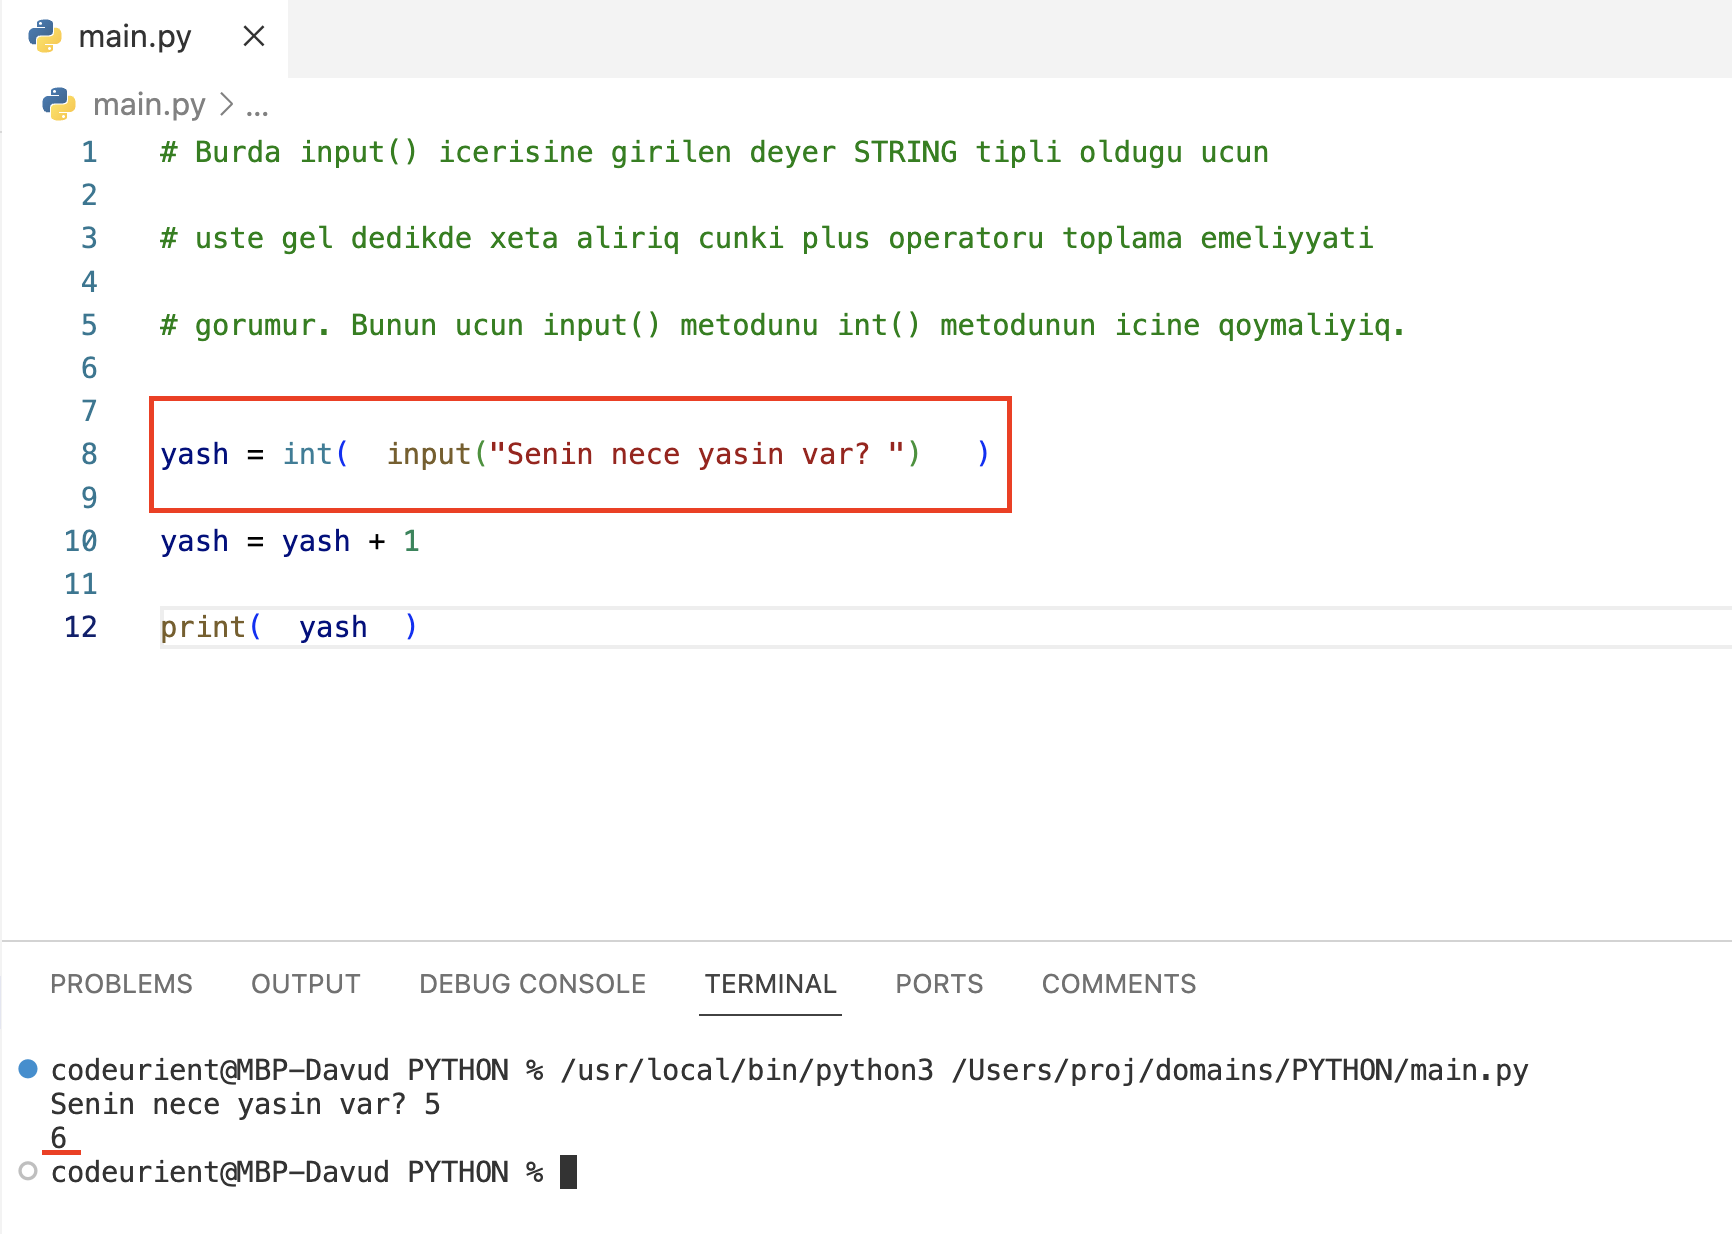 main.py
main.py > ...
1 # Burda input() icerisine girilen deyer STRING tipli oldugu ucun
2
3 # uste gel dedikde xeta aliriq cunki plus operatoru toplama emeliyyati
4
5 # gorumur. Bunun ucun input() metodunu int() metodunun icine qoymaliyiq.
6
7
8 yash = int(  input("Senin nece yasin var? ")   )
9
10 yash = yash + 1
11
12 print(  yash  )
PROBLEMS OUTPUT DEBUG CONSOLE TERMINAL PORTS COMMENTS
codeurient@MBP-Davud PYTHON % /usr/local/bin/python3 /Users/proj/domains/PYTHON/main.py
Senin nece yasin var? 5
6
codeurient@MBP-Davud PYTHON %